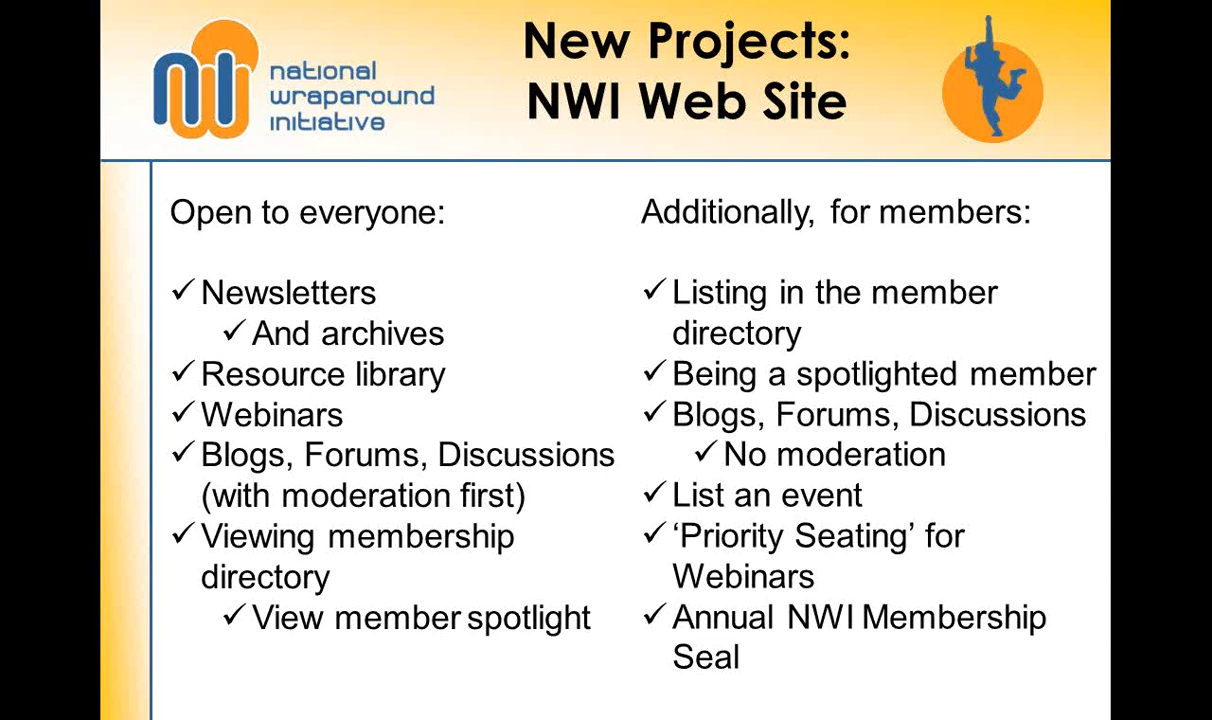 national
wraparound
initiative
New Projects:
NWI Web Site
Open to everyone:
✓ Newsletters
✓ And archives
✓ Resource library
✓ Webinars
✓ Blogs, Forums, Discussions
(with moderation first)
✓ Viewing membership
directory
✓ View member spotlight
Additionally, for members:
✓ Listing in the member
directory
✓ Being a spotlighted member
✓ Blogs, Forums, Discussions
✓ No moderation
✓ List an event
✓ ‘Priority Seating’ for
Webinars
✓ Annual NWI Membership
Seal